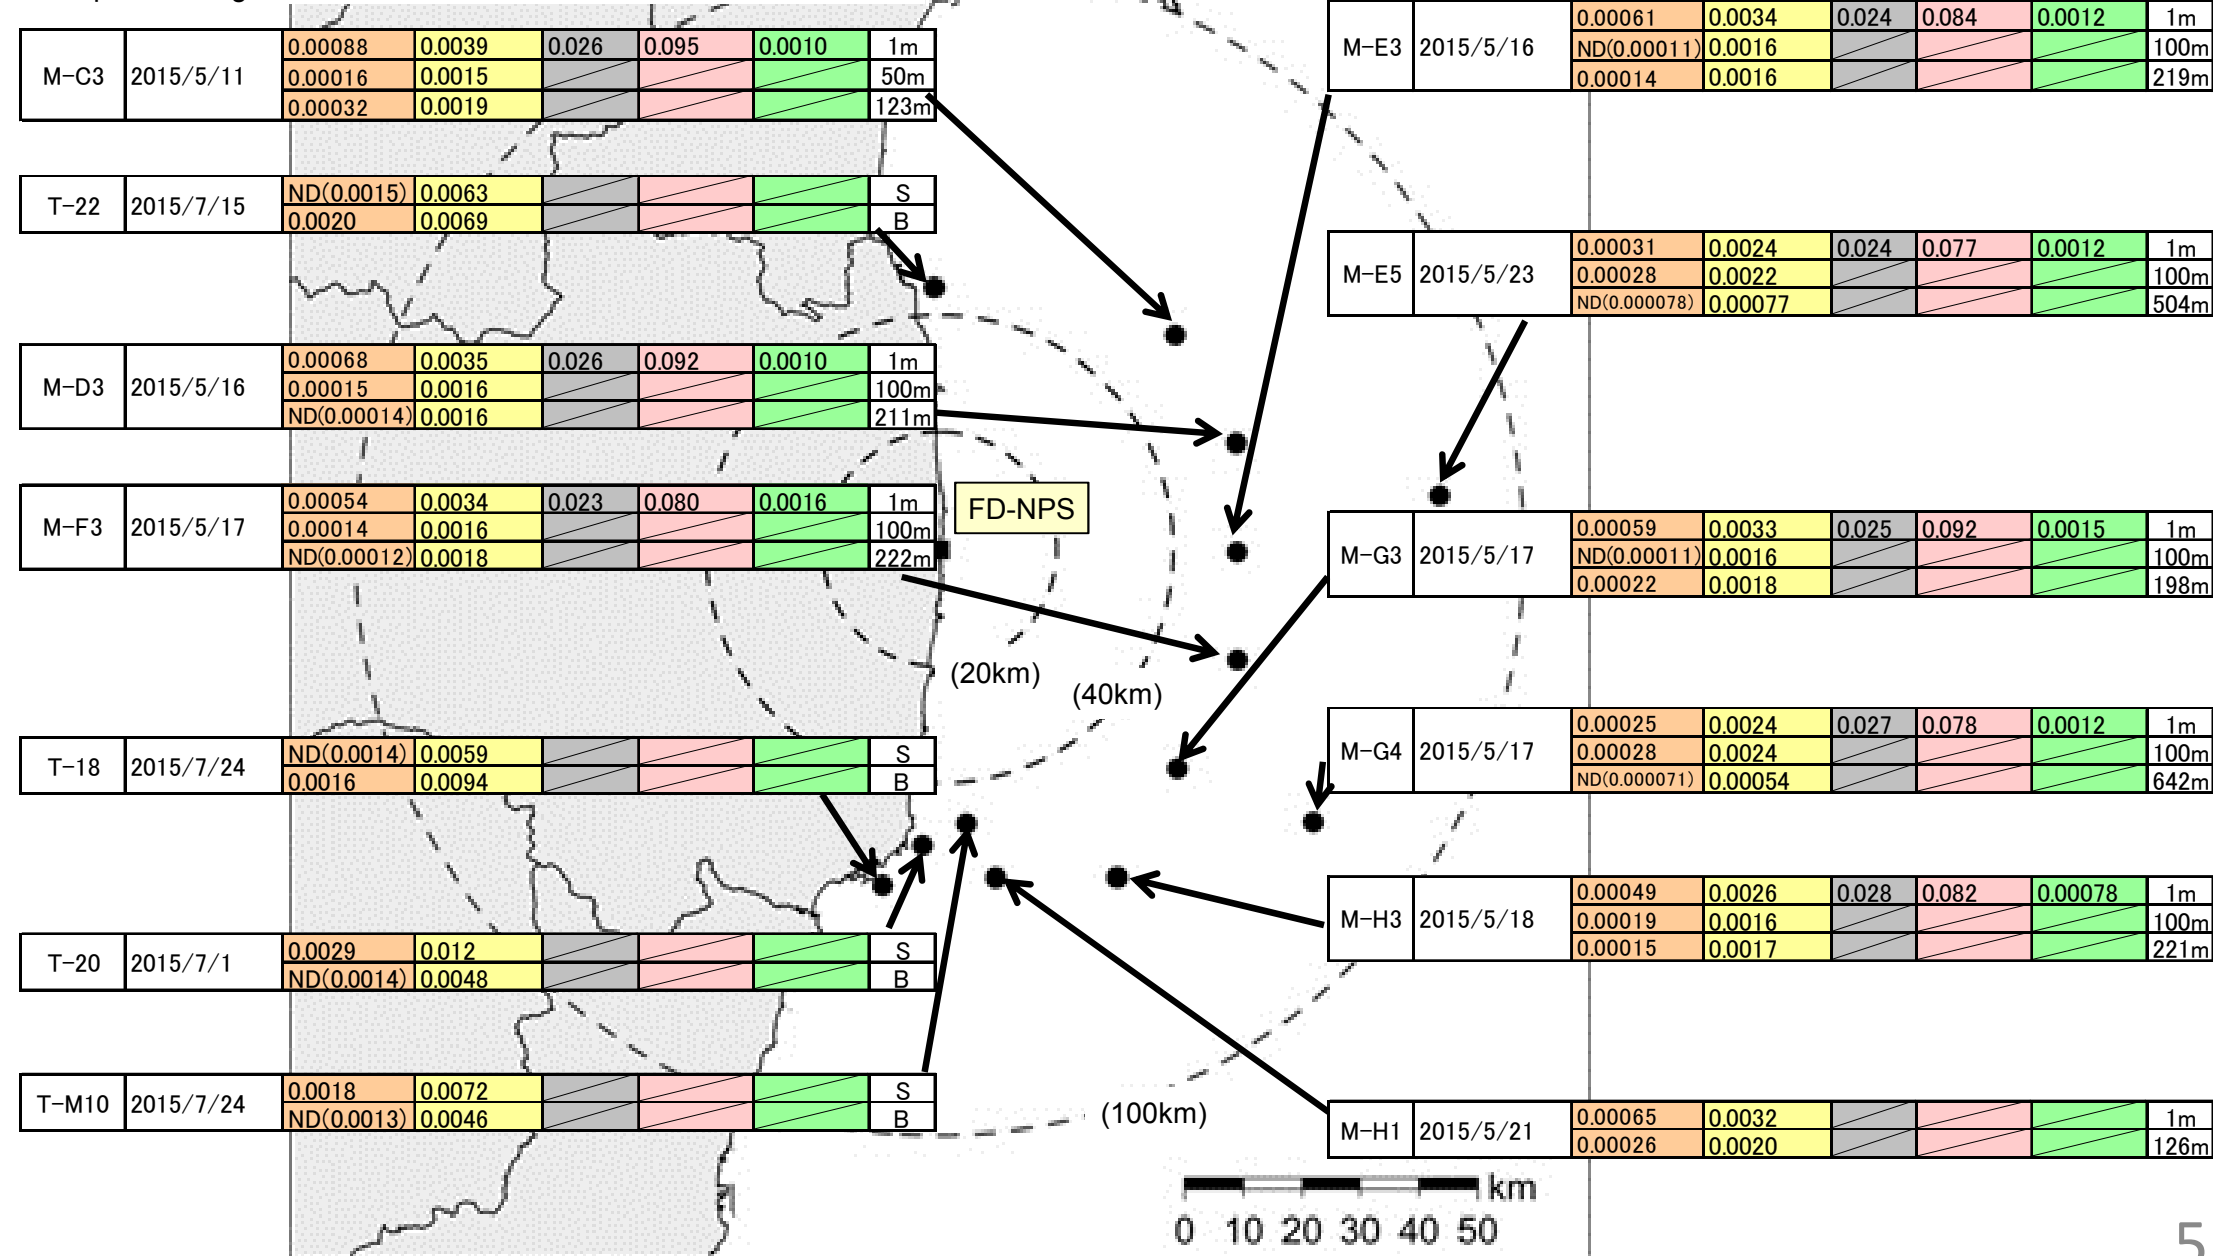 M-C3 2015/5/11 0.00088 0.0039 0.026 0.095 0.0010 1m
0.00016 0.0015 50m
0.00032 0.0019 123m
T-22 2015/7/15 ND(0.0015) 0.0063 S
0.0020 0.0069 B
M-D3 2015/5/16 0.00068 0.0035 0.026 0.092 0.0010 1m
0.00015 0.0016 100m
ND(0.00014) 0.0016 211m
M-F3 2015/5/17 0.00054 0.0034 0.023 0.080 0.0016 1m
0.00014 0.0016 100m
ND(0.00012) 0.0018 222m
T-18 2015/7/24 ND(0.0014) 0.0059 S
0.0016 0.0094 B
T-20 2015/7/1 0.0029 0.012 S
ND(0.0014) 0.0048 B
T-M10 2015/7/24 0.0018 0.0072 S
ND(0.0013) 0.0046 B
FD-NPS
(20km)
(40km)
(100km)
M-E3 2015/5/16 0.00061 0.0034 0.024 0.084 0.0012 1m
ND(0.00011) 0.0016 100m
0.00014 0.0016 219m
M-E5 2015/5/23 0.00031 0.0024 0.024 0.077 0.0012 1m
0.00028 0.0022 100m
ND(0.000078) 0.00077 504m
M-G3 2015/5/17 0.00059 0.0033 0.025 0.092 0.0015 1m
ND(0.00011) 0.0016 100m
0.00022 0.0018 198m
M-G4 2015/5/17 0.00025 0.0024 0.027 0.078 0.0012 1m
0.00028 0.0024 100m
ND(0.000071) 0.00054 642m
M-H3 2015/5/18 0.00049 0.0026 0.028 0.082 0.00078 1m
0.00019 0.0016 100m
0.00015 0.0017 221m
M-H1 2015/5/21 0.00065 0.0032 1m
0.00026 0.0020 126m
km
0 10 20 30 40 50
5